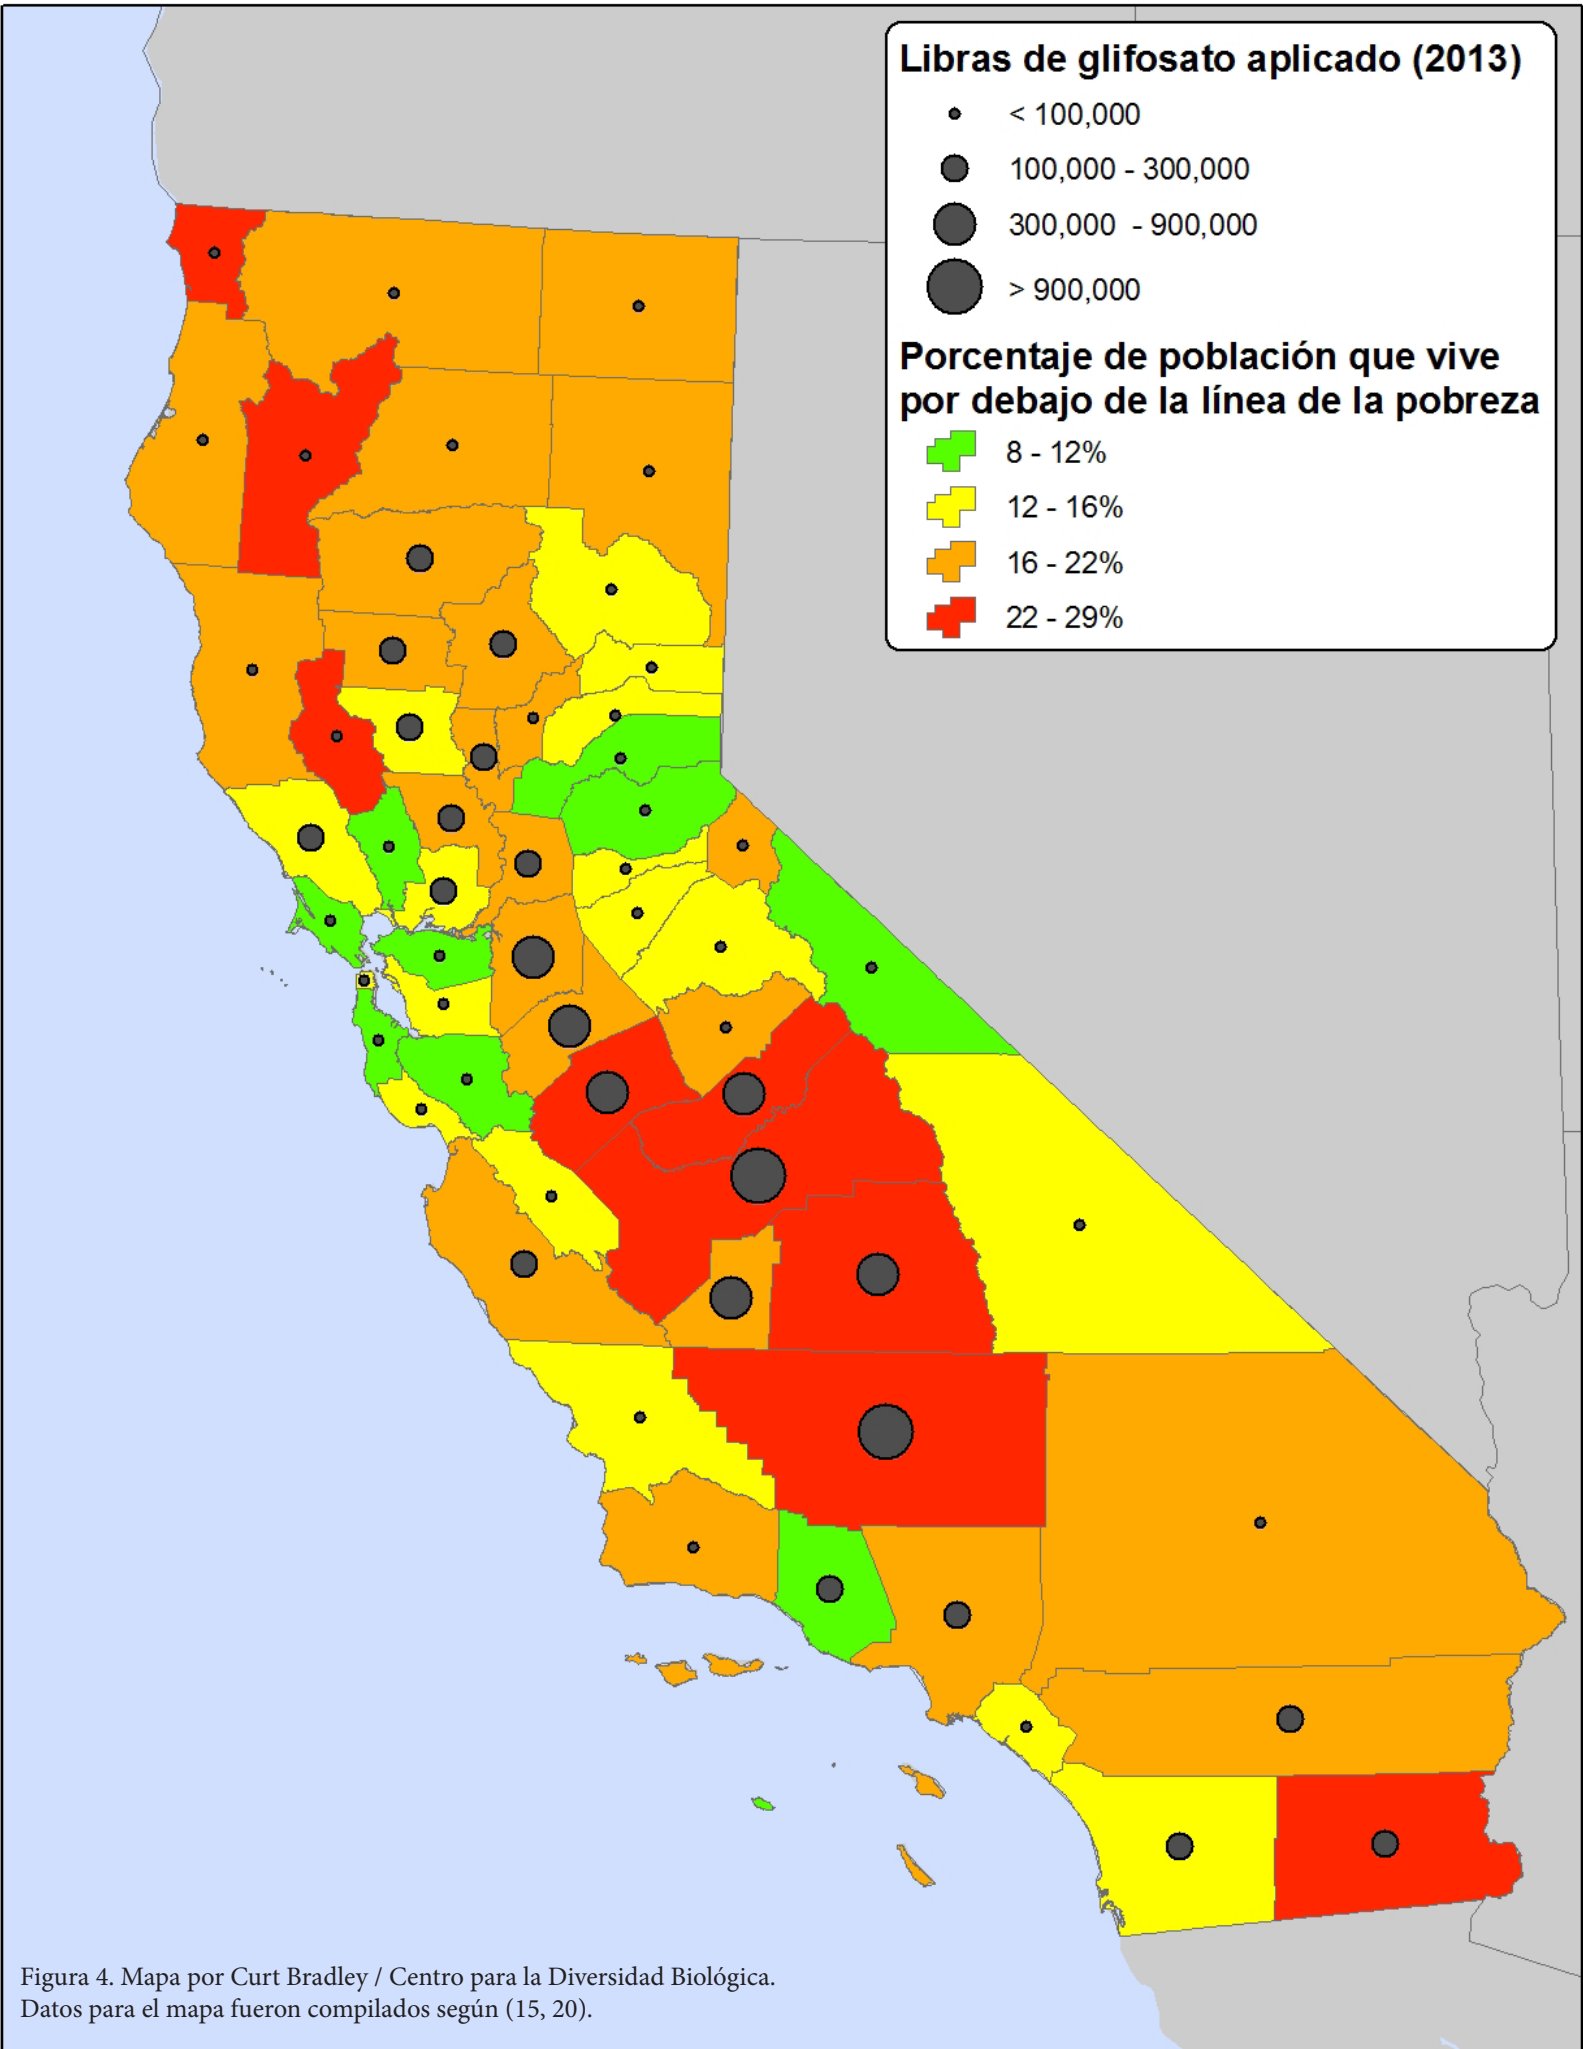 Libras de glifosato aplicado (2013)
< 100,000
100,000 - 300,000
300,000 - 900,000
> 900,000
Porcentaje de población que vive
por debajo de la línea de la pobreza
8 - 12%
12 - 16%
16 - 22%
22 - 29%
Figura 4. Mapa por Curt Bradley / Centro para la Diversidad Biológica.
Datos para el mapa fueron compilados según (15, 20).